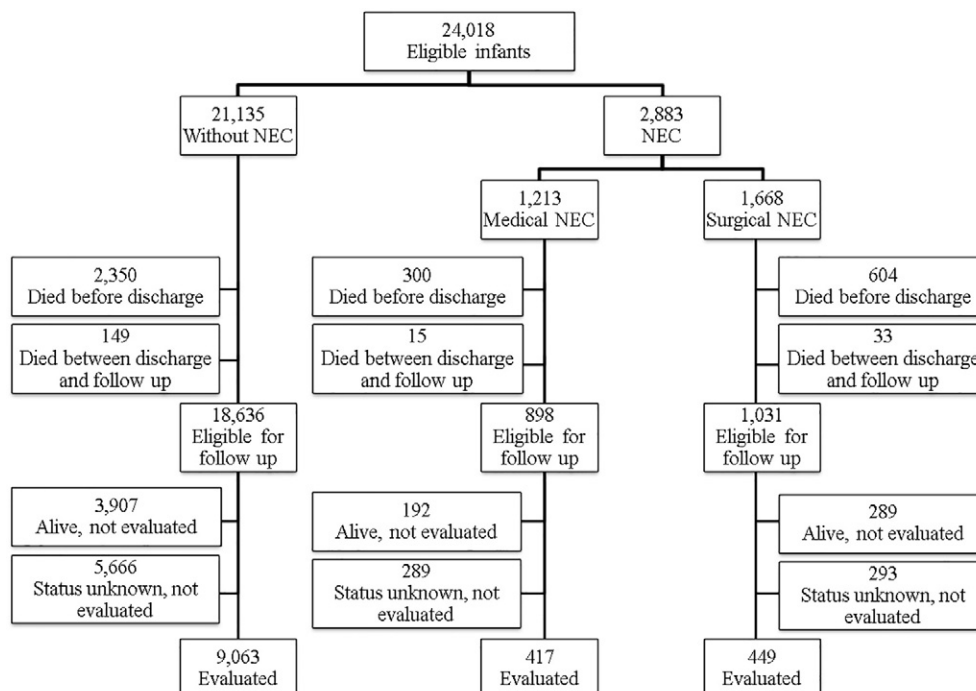 24,018
Eligible infants
21,135
Without NEC
2,883
NEC
1,213
Medical NEC
1,668
Surgical NEC
2,350
Died before discharge
300
Died before discharge
604
Died before discharge
149
Died between discharge
and follow up
15
Died between discharge
and follow up
33
Died between discharge
and follow up
18,636
Eligible for
follow up
898
Eligible for
follow up
1,031
Eligible for
follow up
3,907
Alive, not evaluated
192
Alive, not evaluated
289
Alive, not evaluated
5,666
Status unknown, not
evaluated
289
Status unknown, not
evaluated
293
Status unknown, not
evaluated
9,063
Evaluated
417
Evaluated
449
Evaluated